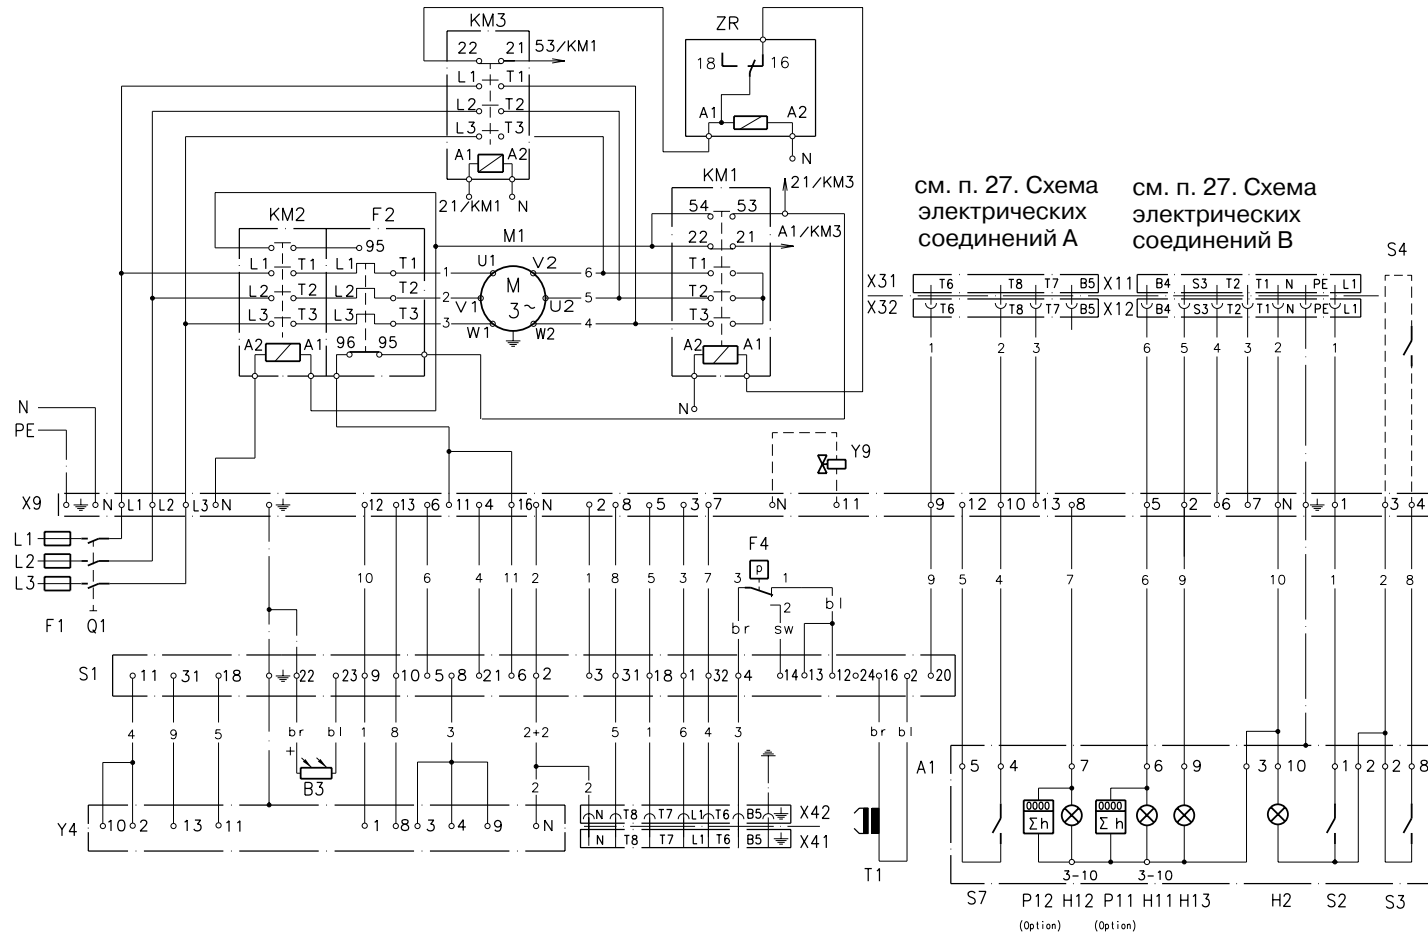 KM3
ZR
22 21 53/KM1
18 16
L1 T1
L2 T2
A1 A2
L3 T3
A1 A2
N
KM1
21/KM3
см. п. 27. Схема
электрических
соединений А
см. п. 27. Схема
электрических
соединений В
21/KM1 N
54 53
KM2 F2
A1/KM3
M1
95
22 21
S4
L1 T1 L1 T1 1 U1 V2 6 T1
X31 T6 T8 T7 B5 X11 B4 S3 T2 T1 N PE L1
M
3~
L2 T2 L2 T2 2 V1 U2 5 T2
X32 T6 T8 T7 B5 X12 B4 S3 T2 T1 N PE L1
L3 T3 L3 T3 3 W1 W2 4 T3
A2 A1 96 95
A2 A1
1 2 3 6 5 4 3 2 1
N
N
PE
Y9
X9 N L1 L2 L3 N 12 13 6 11 4 16 N 2 8 5 3 7 N 11 9 12 10 13 8 5 2 6 7 N 1 3 4
L1
L2
L3
F4
p
10 6 4 11 2 1 8 5 3 7 3 1 9 5 4 7 6 9 10 1 2 8
2
bl
F1 Q1
br sw
S1 11 31 18 22 23 9 10 5 8 21 6 2 3 31 18 1 32 4 14 13 12 24 16 2 20
4 9 5 br bl 1 8 3 2+2 5 1 6 4 3 br bl
+
B3
A1 5 4 7 6 9 3 10 1 2 2 8
2
0000
Σh
0000
Σh
Y4 10 2 13 11 1 8 3 4 9 N
N T8 T7 L1 T6 B5 X42
N T8 T7 L1 T6 B5 X41
T1
3-10 3-10
S7 P12 H12 P11 H11 H13 H2 S2 S3
(Option) (Option)